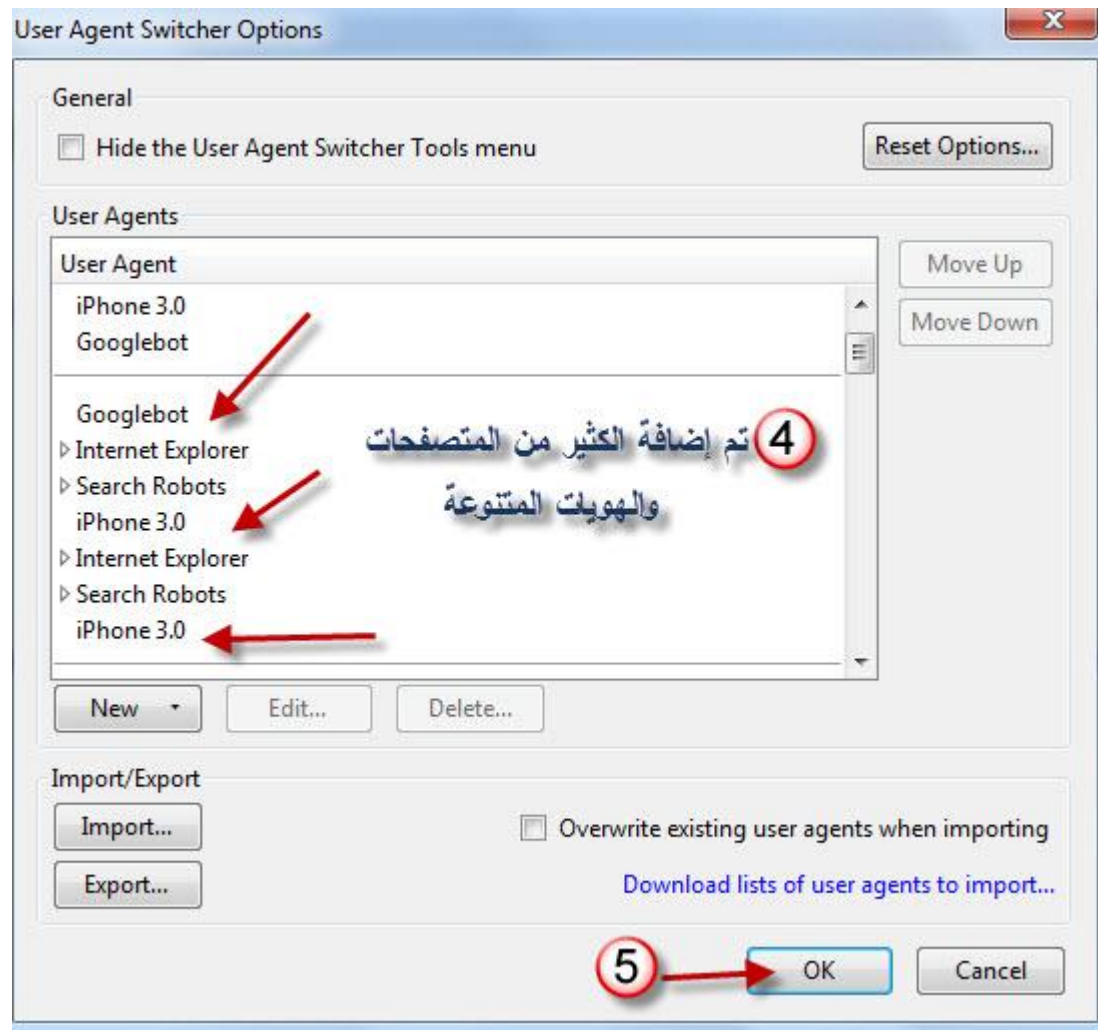 User Agent Switcher Options
General
Hide the User Agent Switcher Tools menu
Reset Options...
User Agents
User Agent
Move Up
iPhone 3.0
Move Down
Googlebot
Googlebot
Internet Explorer
Search Robots
iPhone 3.0
Internet Explorer
Search Robots
iPhone 3.0
4 تم إضافة الكثير من المتصفحات
والهويات المتنوعة
New
Edit...
Delete...
Import/Export
Import...
Overwrite existing user agents when importing
Export...
Download lists of user agents to import...
5
OK
Cancel